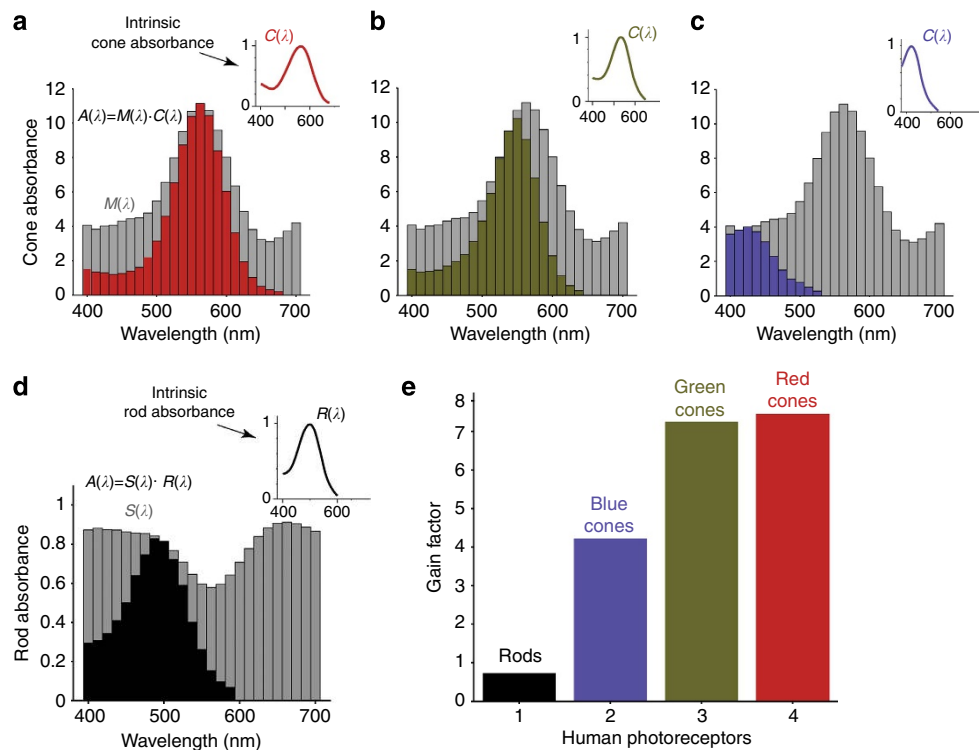 a
Intrinsic
cone absorbance
C(λ)
1
0
400 600
A(λ)=M(λ)·C(λ)
M(λ)
Cone absorbance
12
10
8
6
4
2
0
400 500 600 700
Wavelength (nm)
b
C(λ)
1
0
400 600
12
10
8
6
4
2
0
400 500 600 700
Wavelength (nm)
c
C(λ)
1
0
400 600
12
10
8
6
4
2
0
400 500 600 700
Wavelength (nm)
d
Intrinsic
rod absorbance
R(λ)
1
0
400 600
A(λ)=S(λ)· R(λ)
S(λ)
Rod absorbance
1
0.8
0.6
0.4
0.2
0
400 500 600 700
Wavelength (nm)
e
Gain factor
8
7
6
5
4
3
2
1
0
Rods
Blue
cones
Green
cones
Red
cones
1 2 3 4
Human photoreceptors